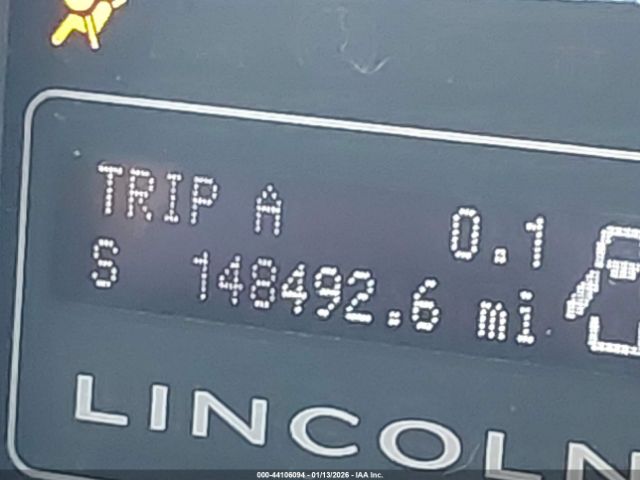 TRIP A 0.1
S 148492.6 mi
LINCOLN
000-44106094 - 01/13/2026 - IAA Inc.